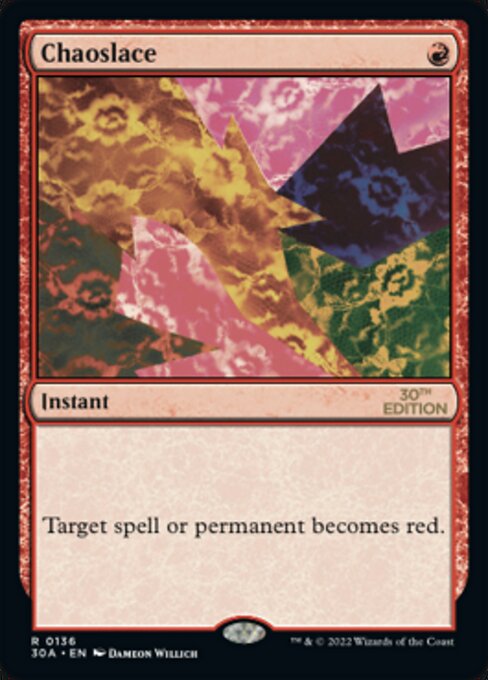 Chaoslace
Instant
30TH EDITION
Target spell or permanent becomes red.
R 0136
30A • EN Dameon Willich
™ & © 2022 Wizards of the Coast